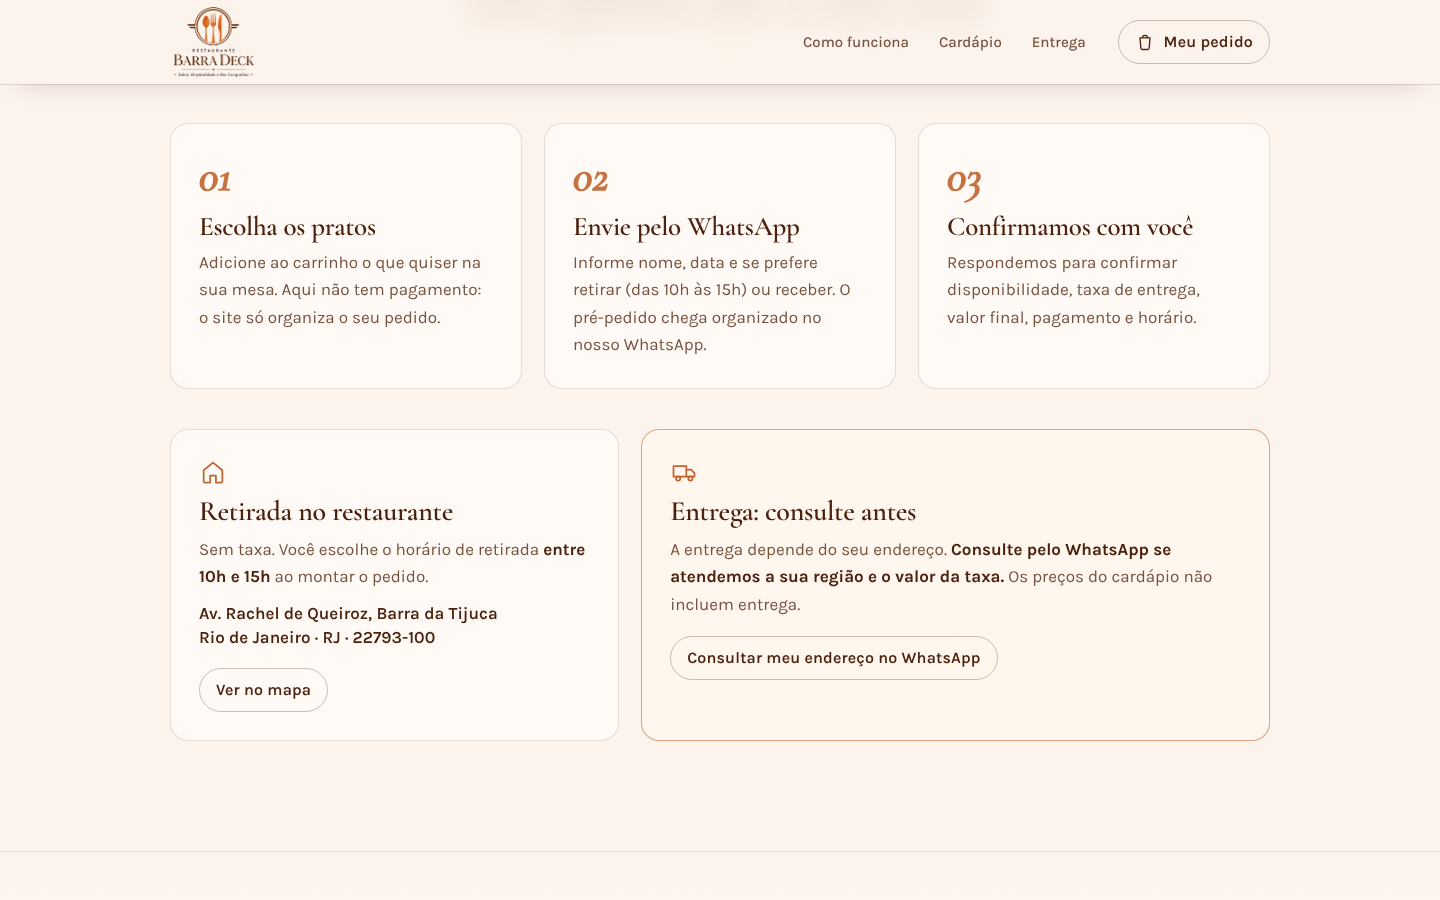 RESTAURANTE
BARRA DECK
Como funciona
Cardápio
Entrega
Meu pedido
01
Escolha os pratos
Adicione ao carrinho o que quiser na
sua mesa. Aqui não tem pagamento:
o site só organiza o seu pedido.
02
Envie pelo WhatsApp
Informe nome, data e se prefere
retirar (das 10h às 15h) ou receber. O
pré-pedido chega organizado no
nosso WhatsApp.
03
Confirmamos com você
Respondemos para confirmar
disponibilidade, taxa de entrega,
valor final, pagamento e horário.
Retirada no restaurante
Sem taxa. Você escolhe o horário de retirada entre
10h e 15h ao montar o pedido.
Av. Rachel de Queiroz, Barra da Tijuca
Rio de Janeiro · RJ · 22793-100
Ver no mapa
Entrega: consulte antes
A entrega depende do seu endereço. Consulte pelo WhatsApp se
atendemos a sua região e o valor da taxa. Os preços do cardápio não
incluem entrega.
Consultar meu endereço no WhatsApp